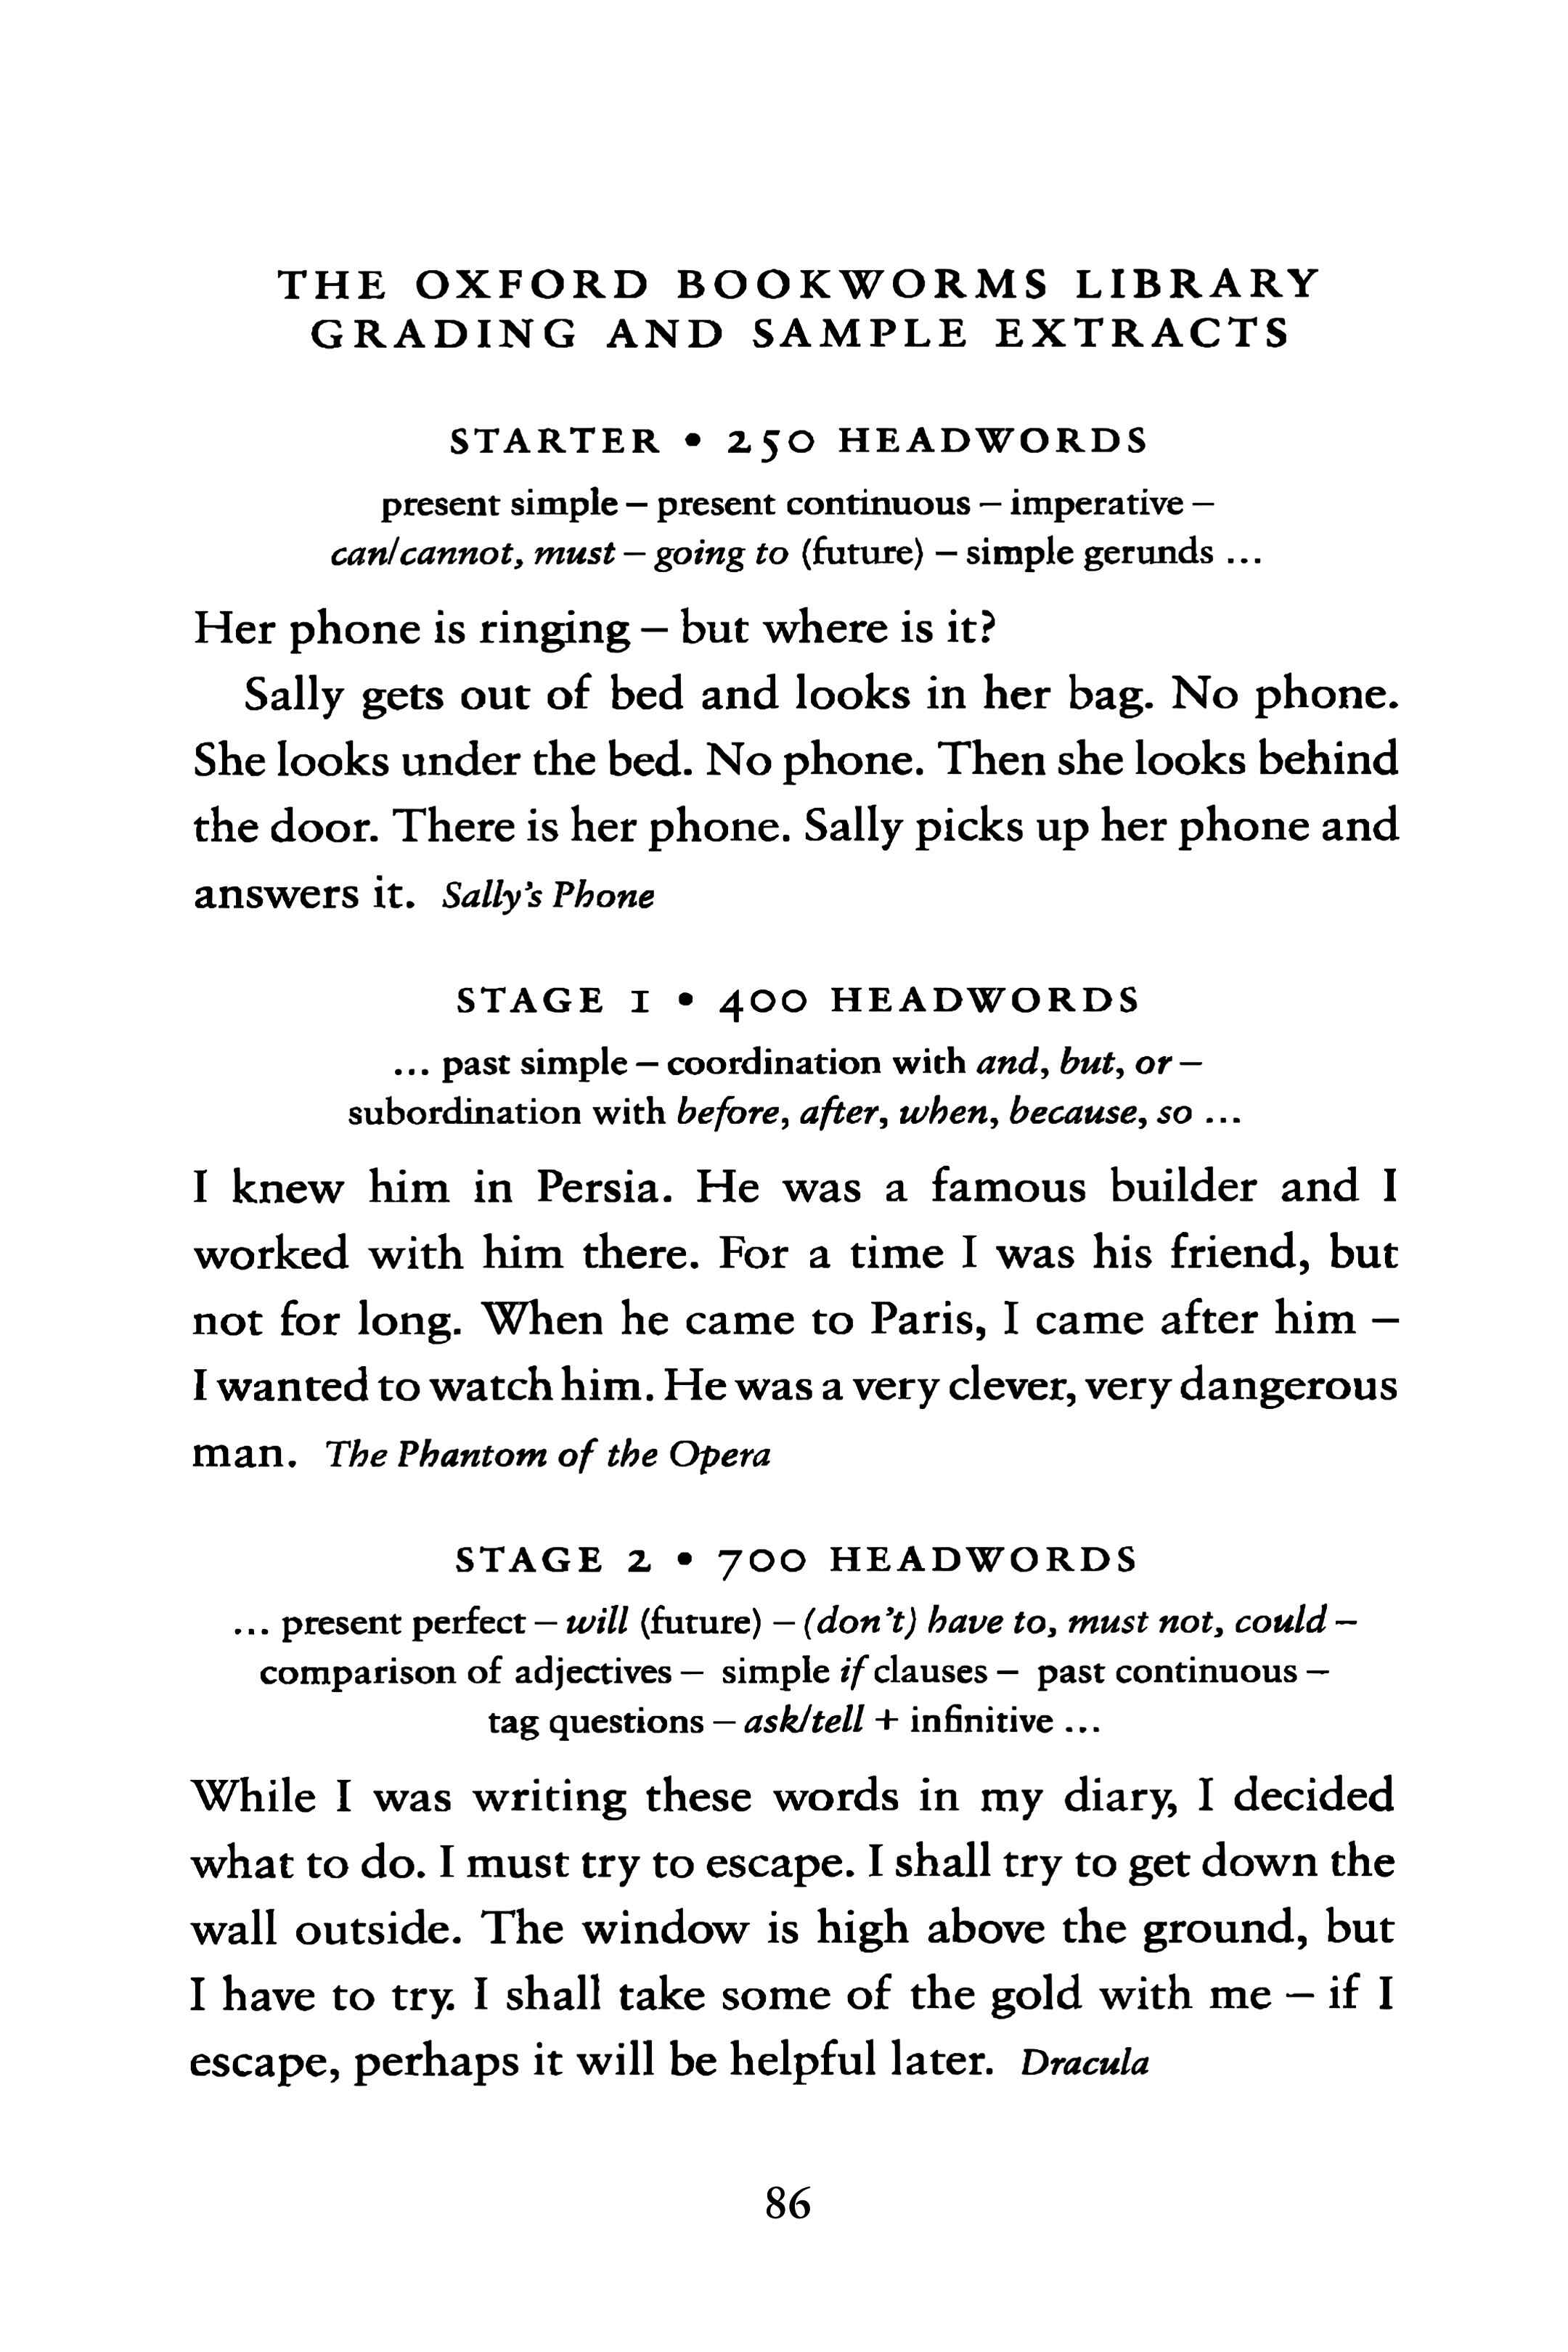 THE OXFORD BOOKWORMS LIBRARY
GRADING AND SAMPLE EXTRACTS
STARTER • 250 HEADWORDS
present simple – present continuous – imperative –
can/cannot, must – going to (future) – simple gerunds ...
Her phone is ringing – but where is it?
Sally gets out of bed and looks in her bag. No phone.
She looks under the bed. No phone. Then she looks behind
the door. There is her phone. Sally picks up her phone and
answers it. Sally's Phone
STAGE 1 • 400 HEADWORDS
... past simple – coordination with and, but, or –
subordination with before, after, when, because, so ...
I knew him in Persia. He was a famous builder and I
worked with him there. For a time I was his friend, but
not for long. When he came to Paris, I came after him –
I wanted to watch him. He was a very clever, very dangerous
man. The Phantom of the Opera
STAGE 2 • 700 HEADWORDS
... present perfect – will (future) – (don't) have to, must not, could –
comparison of adjectives – simple if clauses – past continuous –
tag questions – ask/tell + infinitive ...
While I was writing these words in my diary, I decided
what to do. I must try to escape. I shall try to get down the
wall outside. The window is high above the ground, but
I have to try. I shall take some of the gold with me – if I
escape, perhaps it will be helpful later. Dracula
86